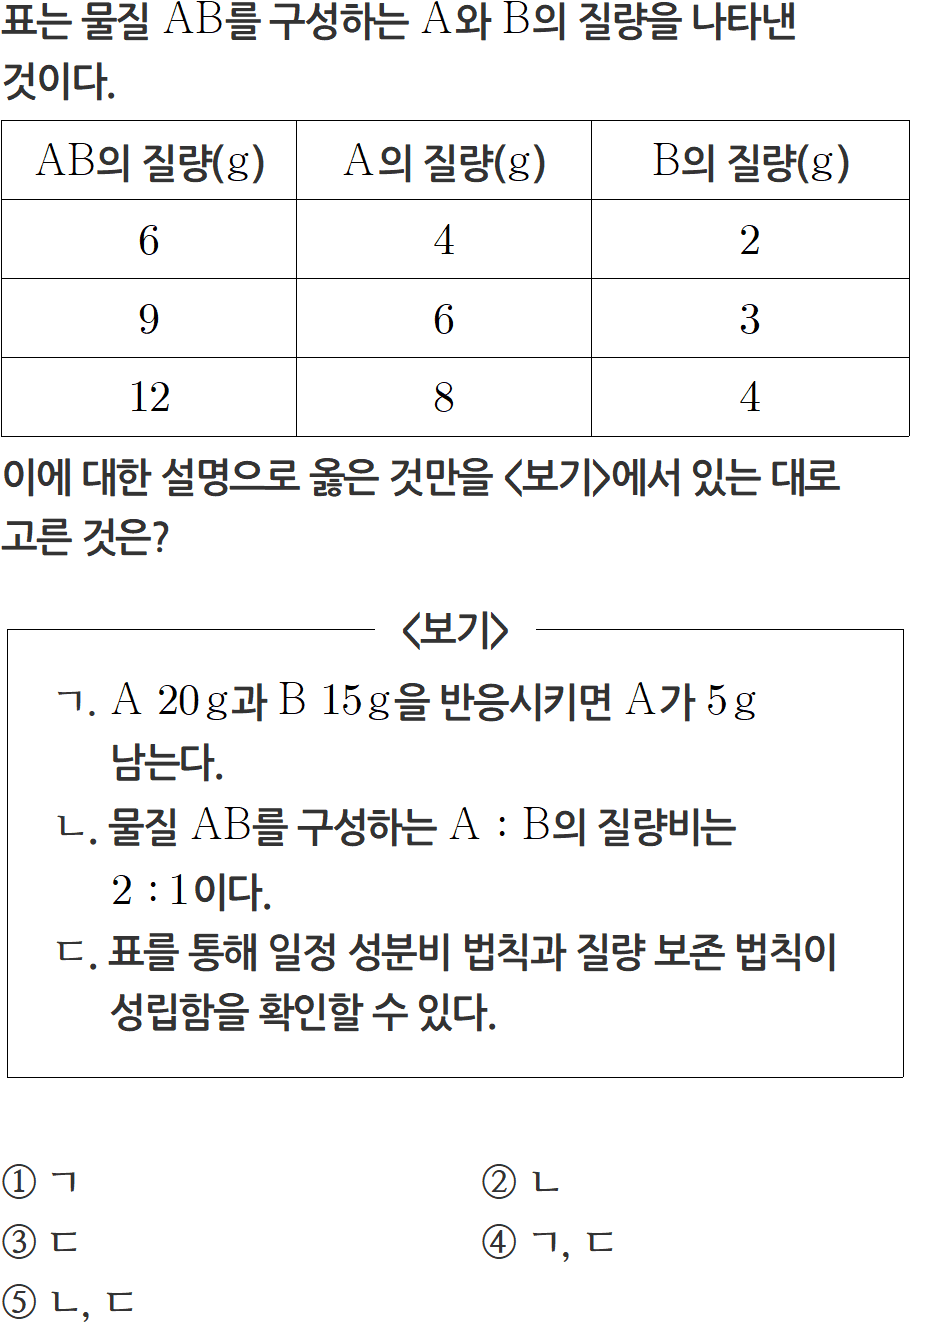 표는 물질 AB를 구성하는 A와 B의 질량을 나타낸
것이다.
AB의 질량(g) A의 질량(g) B의 질량(g)
6 4 2
9 6 3
12 8 4
이에 대한 설명으로 옳은 것만을 <보기>에서 있는 대로
고른 것은?
<보기>
ㄱ. A 20g과 B 15g을 반응시키면 A가 5g
남는다.
ㄴ. 물질 AB를 구성하는 A : B의 질량비는
2 : 1이다.
ㄷ. 표를 통해 일정 성분비 법칙과 질량 보존 법칙이
성립함을 확인할 수 있다.
① ㄱ ② ㄴ
③ ㄷ ④ ㄱ, ㄷ
⑤ ㄴ, ㄷ